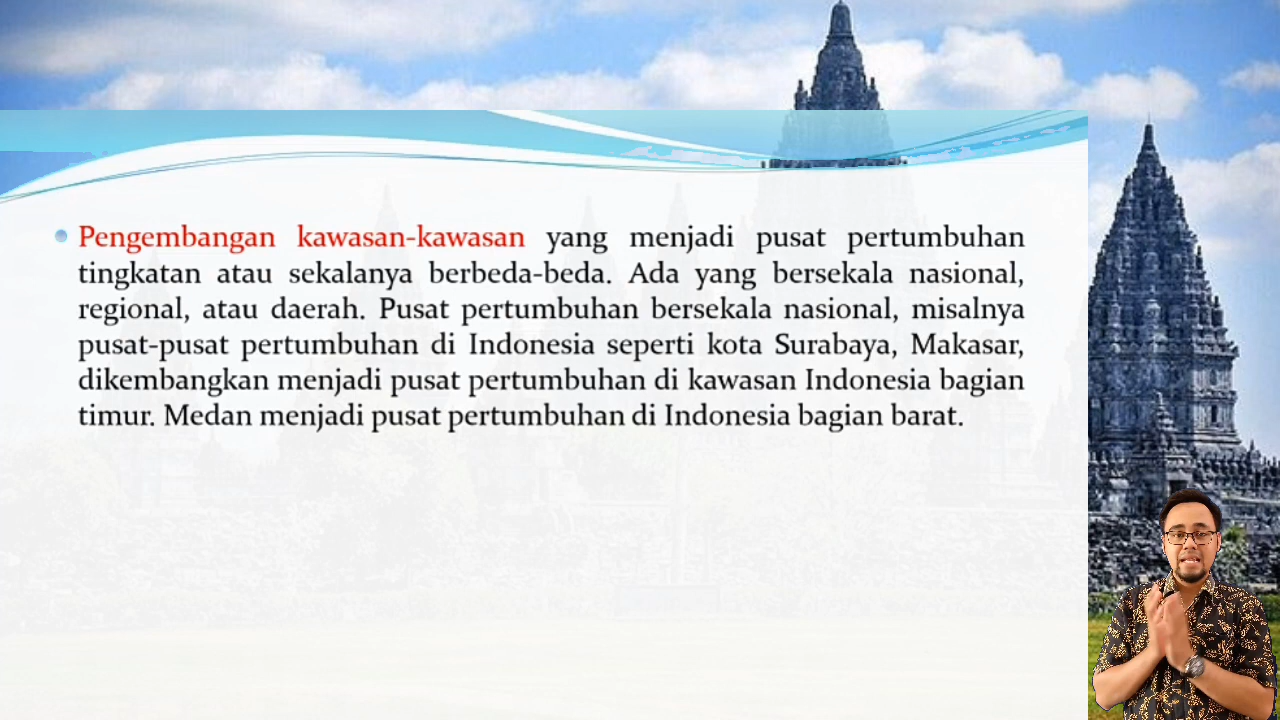 Pengembangan kawasan-kawasan yang menjadi pusat pertumbuhan
tingkatan atau sekalanya berbeda-beda. Ada yang bersekala nasional,
regional, atau daerah. Pusat pertumbuhan bersekala nasional, misalnya
pusat-pusat pertumbuhan di Indonesia seperti kota Surabaya, Makasar,
dikembangkan menjadi pusat pertumbuhan di kawasan Indonesia bagian
timur. Medan menjadi pusat pertumbuhan di Indonesia bagian barat.